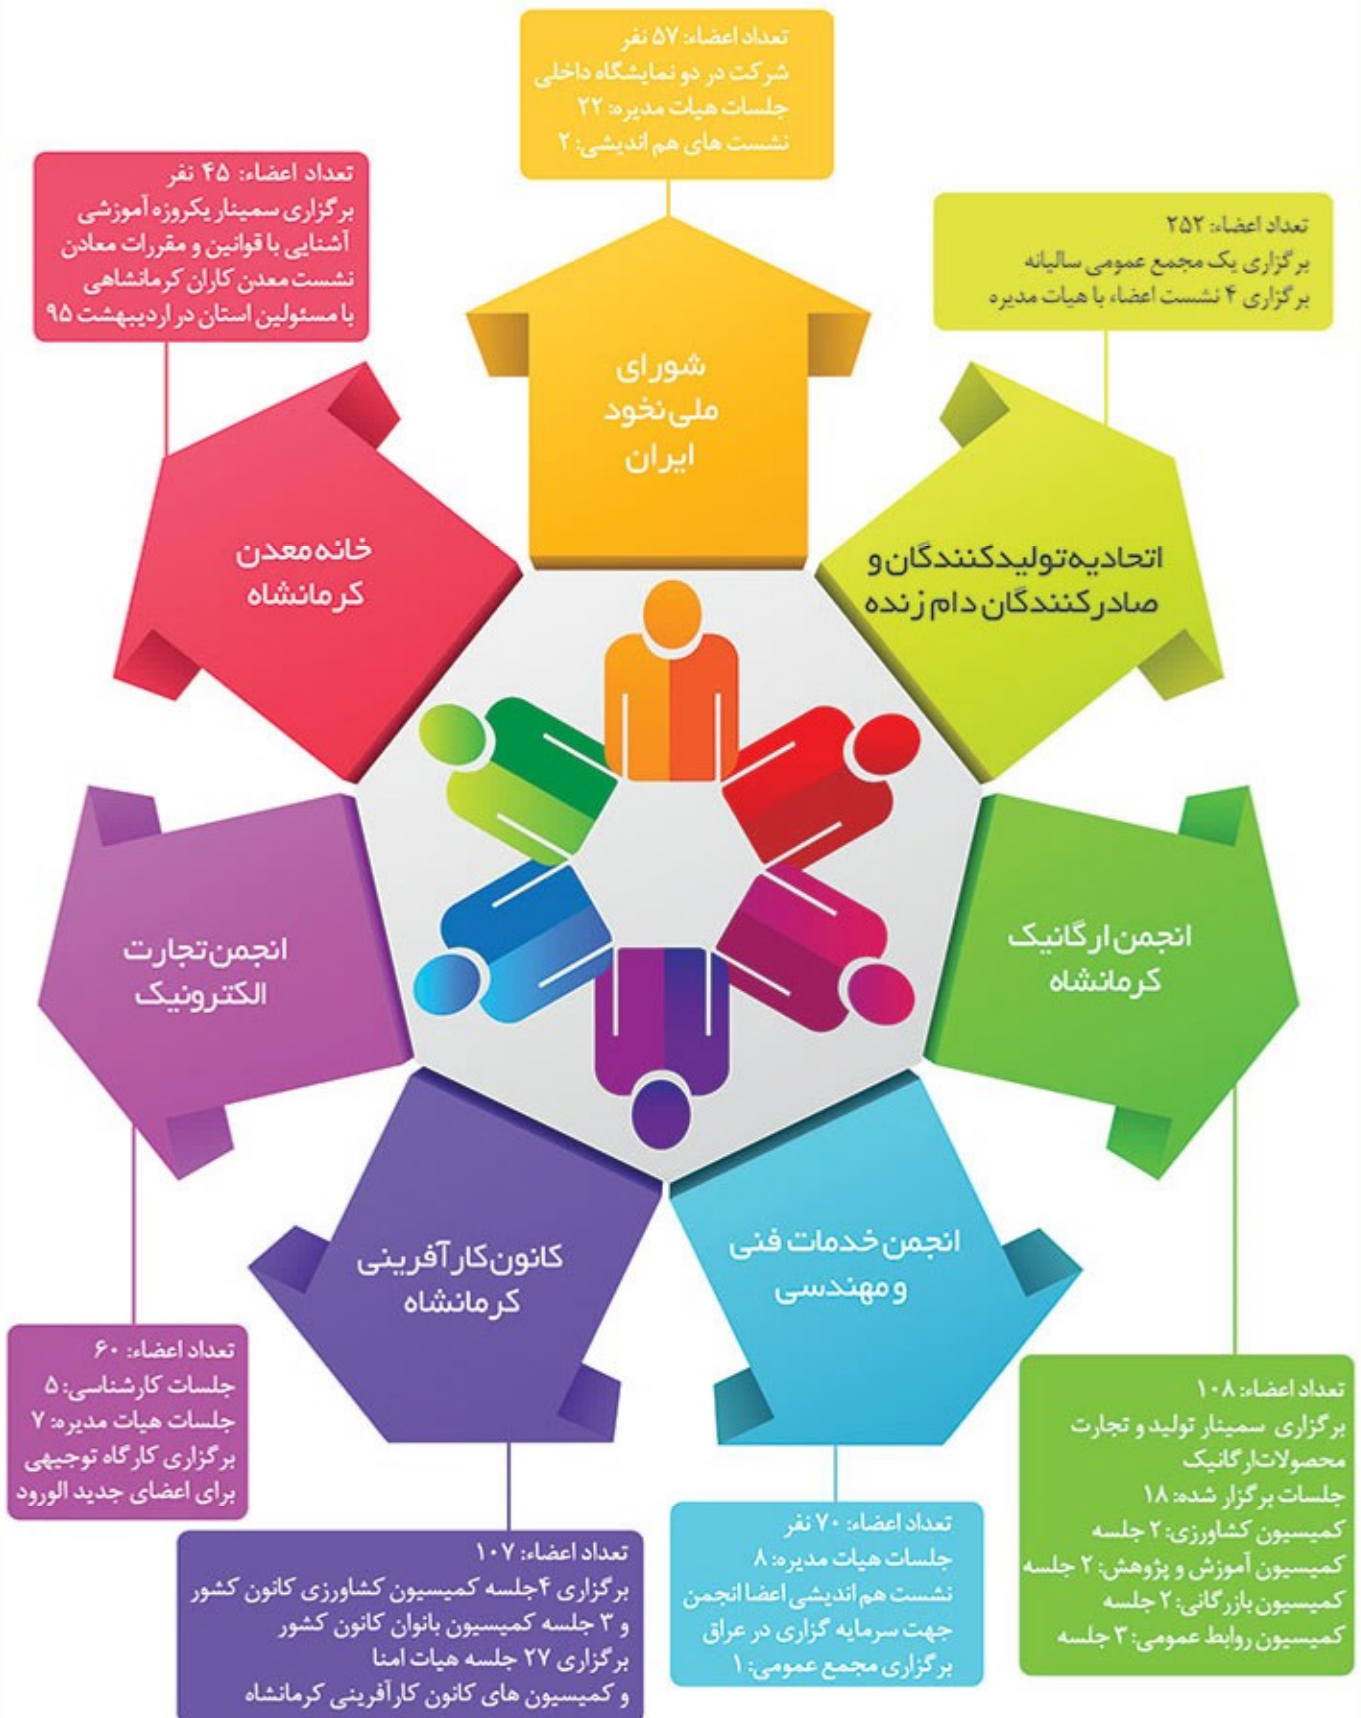 تعداد اعضاء: ۵۷ نفر
شرکت در دو نمایشگاه داخلی
جلسات هیات مدیره: ۲۲
نشست های هم اندیشی: ۲
شورای
ملی نخود
ایران
تعداد اعضاء: ۲۵۲
برگزاری یک مجمع عمومی سالیانه
برگزاری ۴ نشست اعضاء با هیات مدیره
اتحادیه تولیدکنندگان و
صادرکنندگان دام زنده
تعداد اعضاء: ۴۵ نفر
برگزاری سمینار یکروزه آموزشی
آشنایی با قوانین و مقررات معادن
نشست معدن کاران کرمانشاهی
با مسئولین استان در اردیبهشت ۹۵
خانه معدن
کرمانشاه
انجمن ارگانیک
کرمانشاه
تعداد اعضاء: ۱۰۸
برگزاری سمینار تولید و تجارت
محصولات ارگانیک
جلسات برگزار شده: ۱۸
کمیسیون کشاورزی: ۲ جلسه
کمیسیون آموزش و پژوهش: ۲ جلسه
کمیسیون بازرگانی: ۲ جلسه
کمیسیون روابط عمومی: ۳ جلسه
انجمن تجارت
الکترونیک
تعداد اعضاء: ۶۰
جلسات کارشناسی: ۵
جلسات هیات مدیره: ۷
برگزاری کارگاه توجیهی
برای اعضای جدید الورود
انجمن خدمات فنی
و مهندسی
تعداد اعضاء: ۷۰ نفر
جلسات هیات مدیره: ۸
نشست هم اندیشی اعضا انجمن
جهت سرمایه گزاری در عراق
برگزاری مجمع عمومی: ۱
کانون کارآفرینی
کرمانشاه
تعداد اعضاء: ۱۰۷
برگزاری ۴جلسه کمیسیون کشاورزی کانون کشور
و ۳ جلسه کمیسیون بانوان کانون کشور
برگزاری ۲۷ جلسه هیات امنا
و کمیسیون های کانون کارآفرینی کرمانشاه